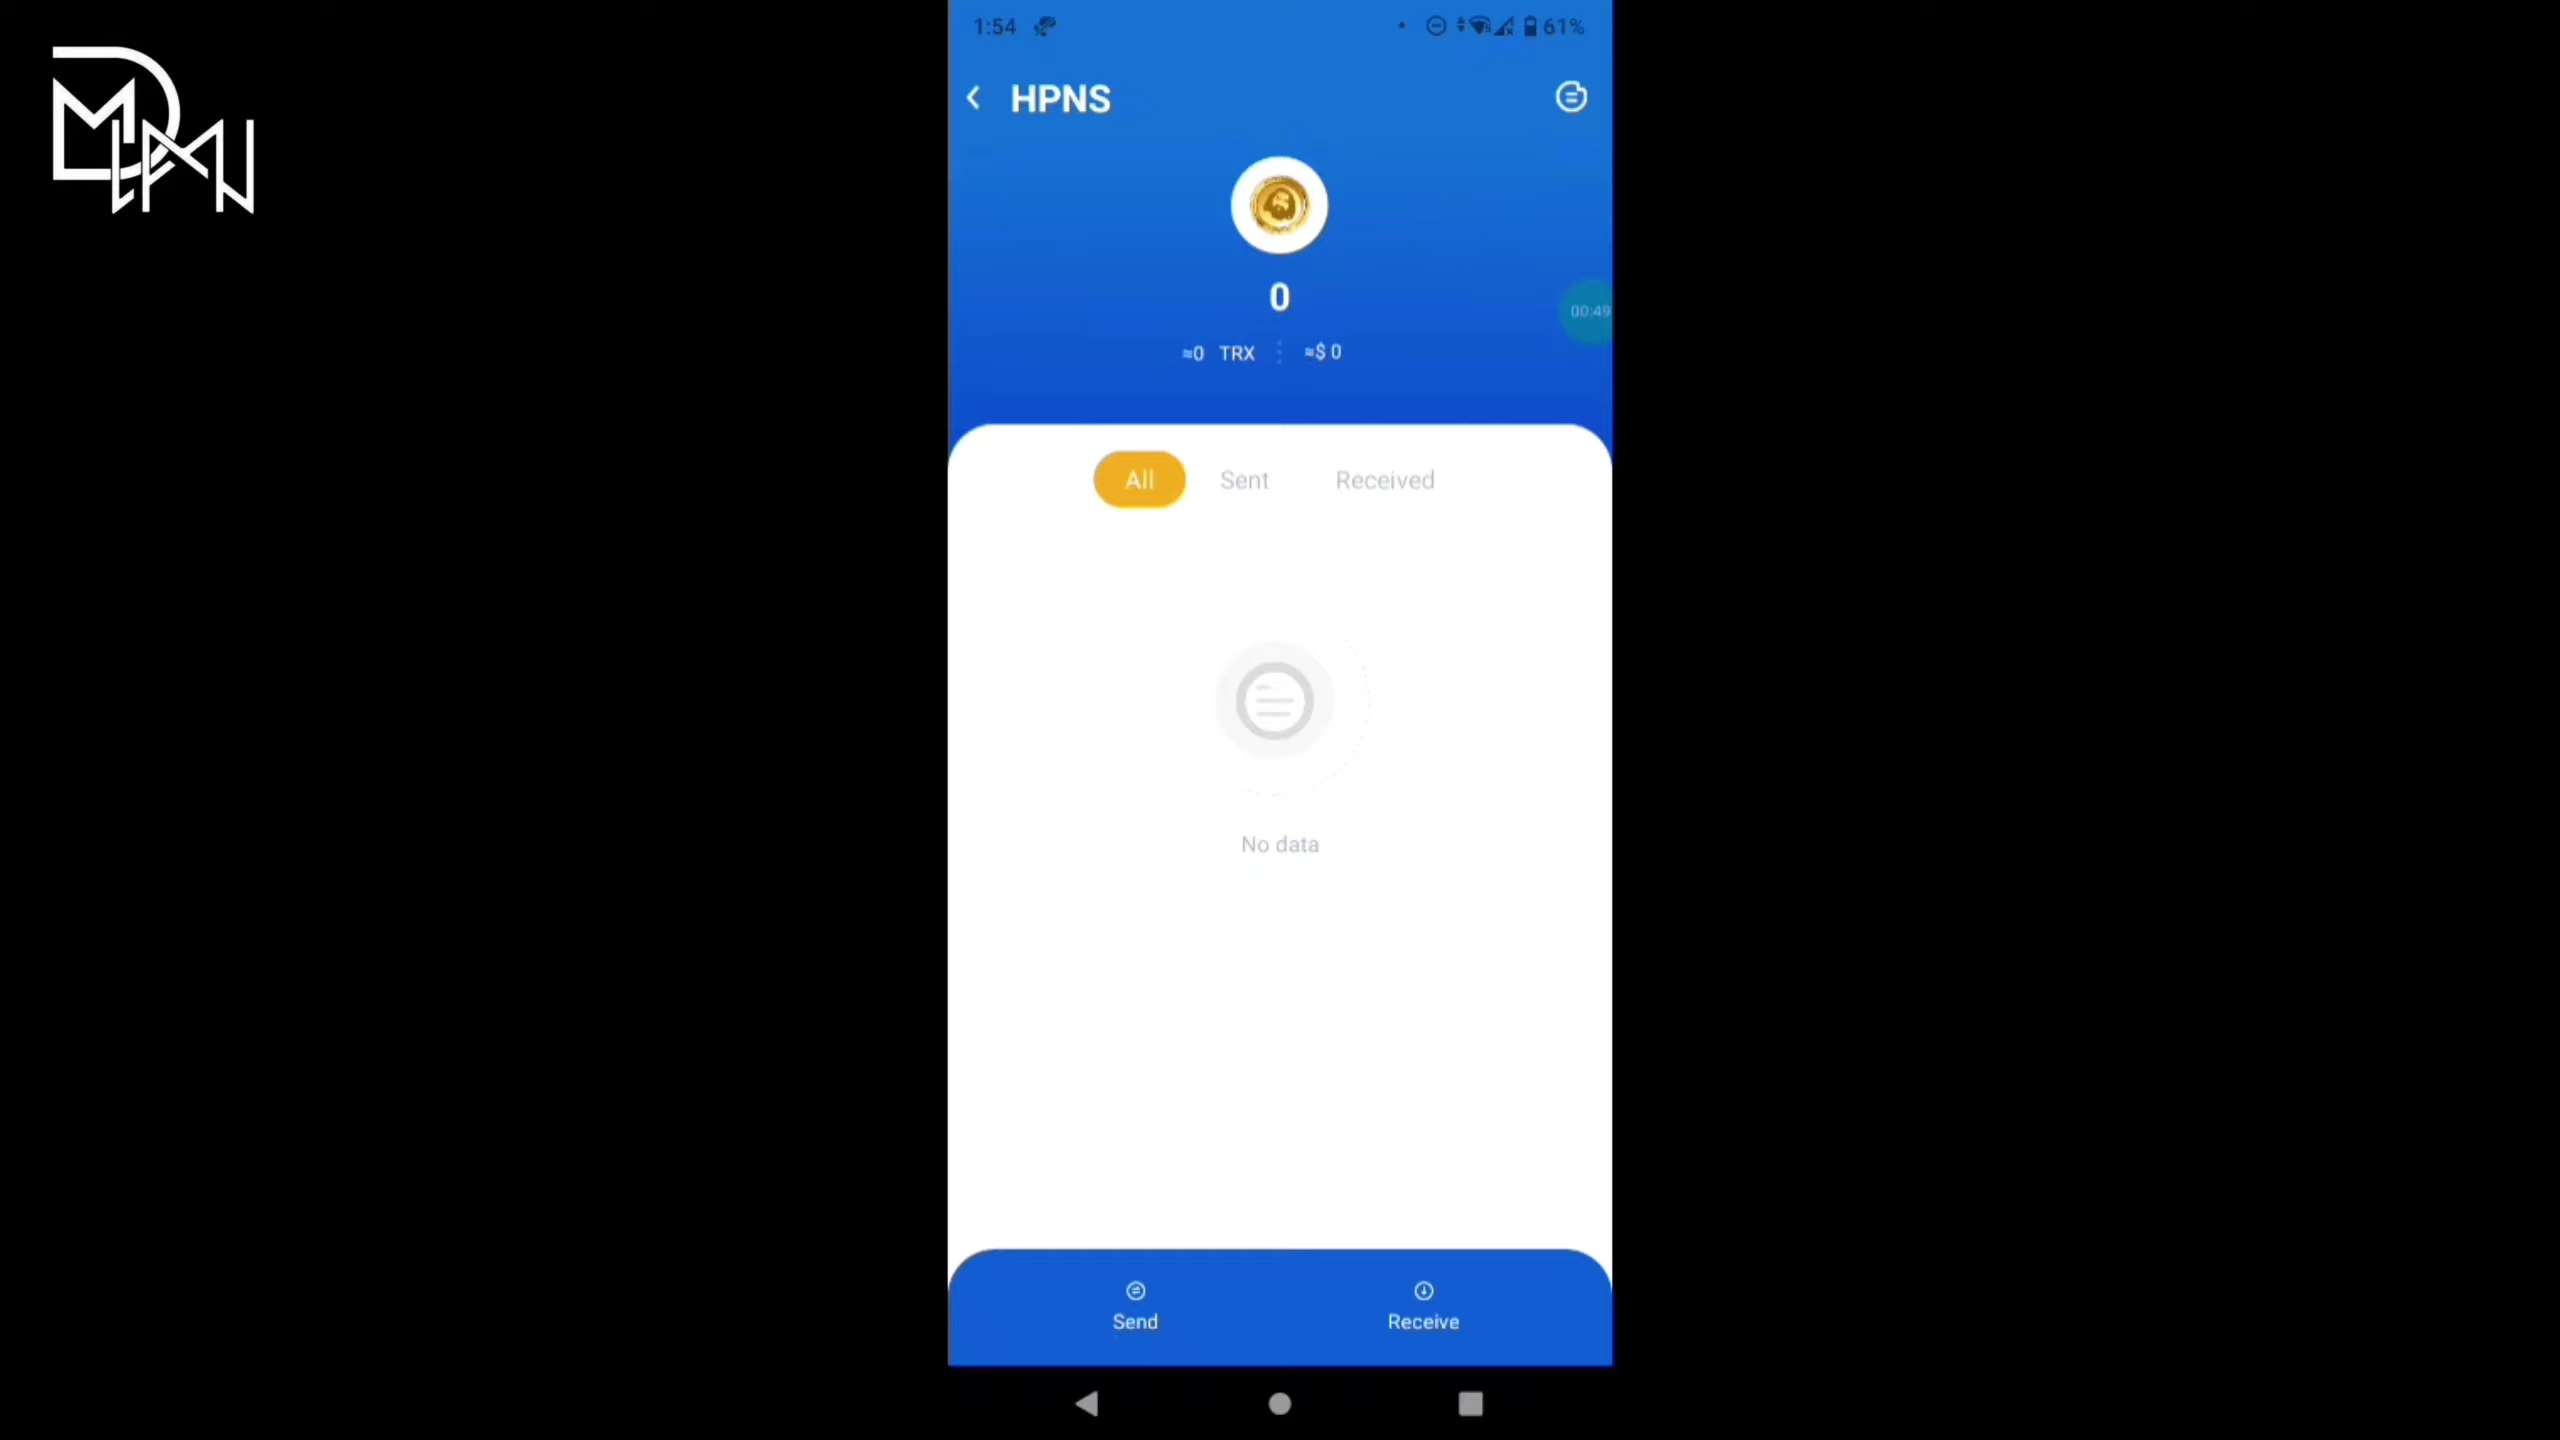 1:54
61%
HPNS
0
00:49
≈0 TRX
≈$ 0
All
Sent
Received
No data
Send
Receive